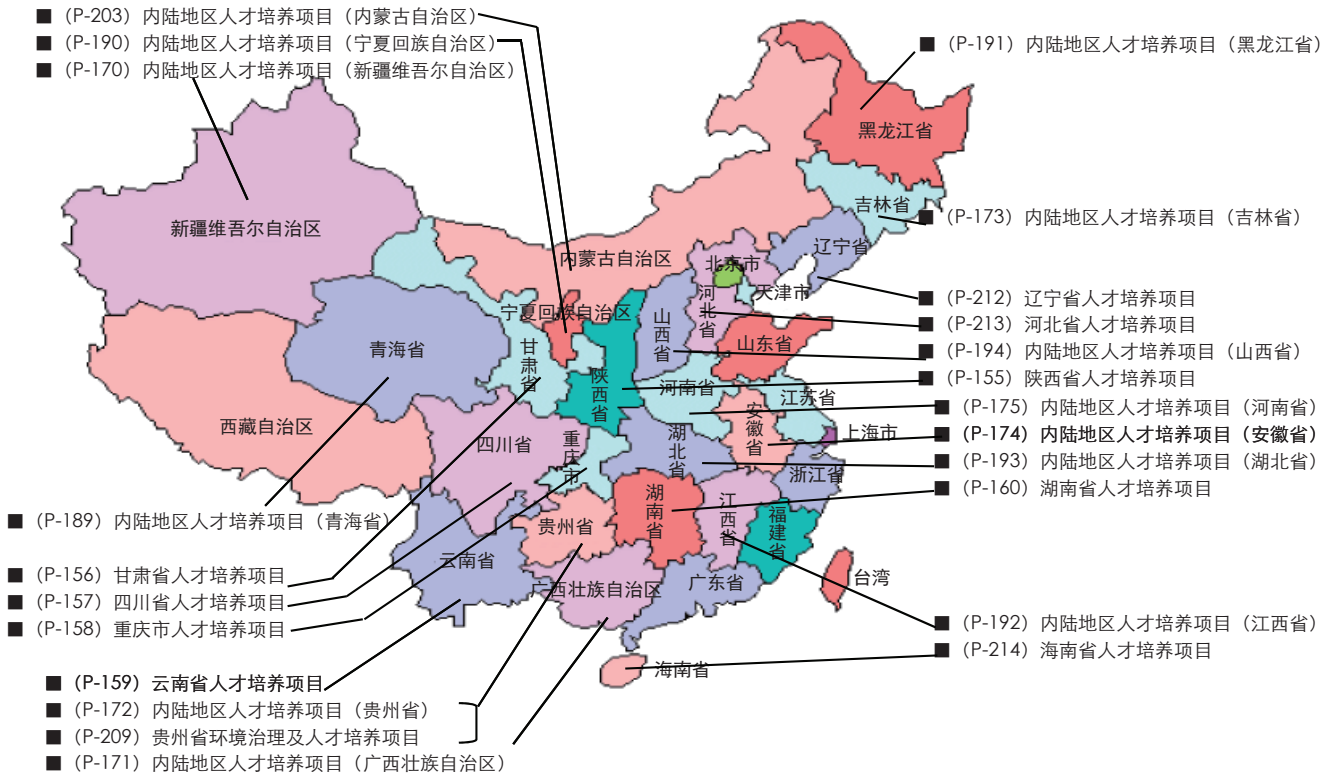 ■ (P-203) 内陆地区人才培养项目（内蒙古自治区）
■ (P-190) 内陆地区人才培养项目（宁夏回族自治区）
■ (P-170) 内陆地区人才培养项目（新疆维吾尔自治区）
■ (P-191) 内陆地区人才培养项目（黑龙江省）
黑龙江省
吉林省
■ (P-173) 内陆地区人才培养项目（吉林省）
新疆维吾尔自治区
辽宁省
内蒙古自治区
北京市
天津市
河北省
■ (P-212) 辽宁省人才培养项目
宁夏回族自治区
山西省
■ (P-213) 河北省人才培养项目
山东省
青海省
甘肃省
■ (P-194) 内陆地区人才培养项目（山西省）
陕西省
■ (P-155) 陕西省人才培养项目
河南省
江苏省
■ (P-175) 内陆地区人才培养项目（河南省）
西藏自治区
安徽省
上海市
■ (P-174) 内陆地区人才培养项目（安徽省）
四川省
重庆市
湖北省
■ (P-193) 内陆地区人才培养项目（湖北省）
浙江省
■ (P-160) 湖南省人才培养项目
湖南省
江西省
福建省
■ (P-189) 内陆地区人才培养项目（青海省）
贵州省
云南省
■ (P-156) 甘肃省人才培养项目
广西壮族自治区
广东省
台湾
■ (P-157) 四川省人才培养项目
■ (P-158) 重庆市人才培养项目
■ (P-192) 内陆地区人才培养项目（江西省）
■ (P-214) 海南省人才培养项目
海南省
■ (P-159) 云南省人才培养项目
■ (P-172) 内陆地区人才培养项目（贵州省）
■ (P-209) 贵州省环境治理及人才培养项目
■ (P-171) 内陆地区人才培养项目（广西壮族自治区）